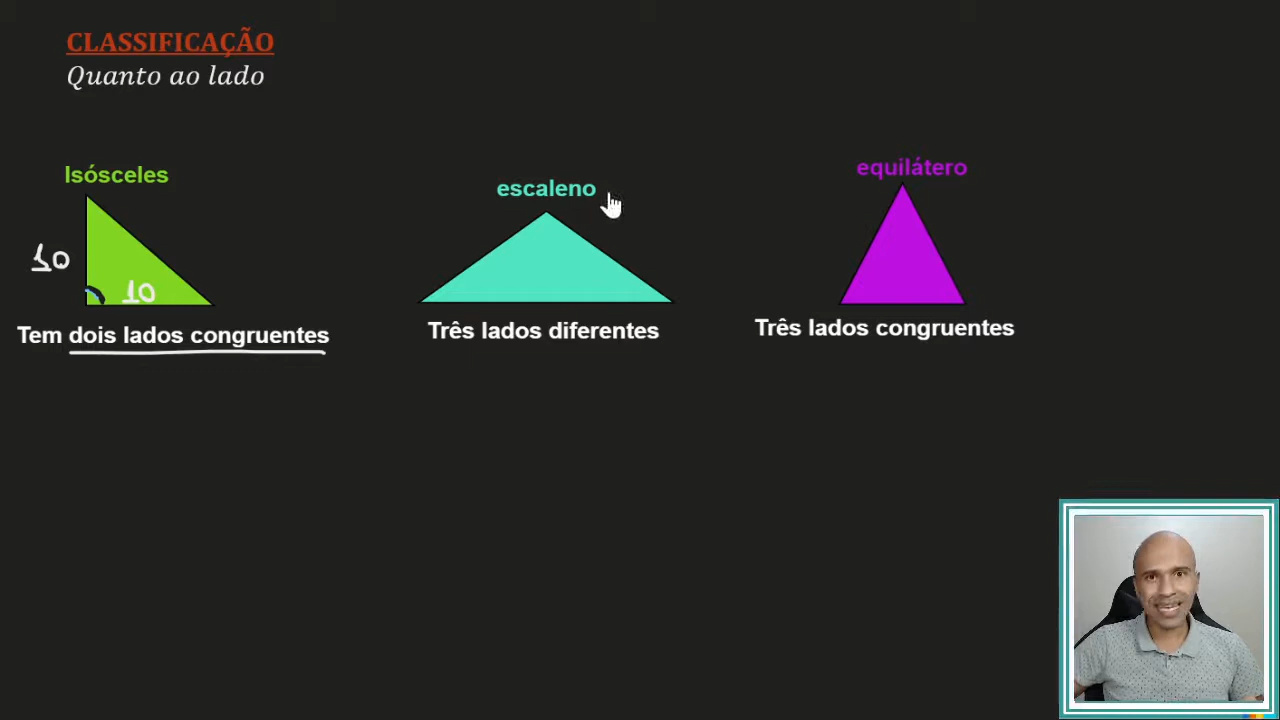 CLASSIFICAÇÃO
Quanto ao lado
Isósceles
escaleno
equilátero
10
10
Tem dois lados congruentes
Três lados diferentes
Três lados congruentes